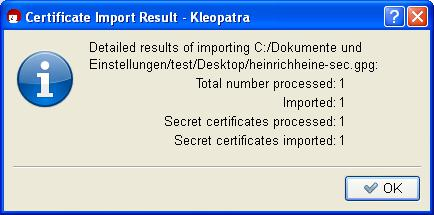 Certificate Import Result - Kleopatra
Detailed results of importing C:/Dokumente und
Einstellungen/test/Desktop/heinrichheine-sec.gpg:
Total number processed: 1
Imported: 1
Secret certificates processed: 1
Secret certificates imported: 1
OK